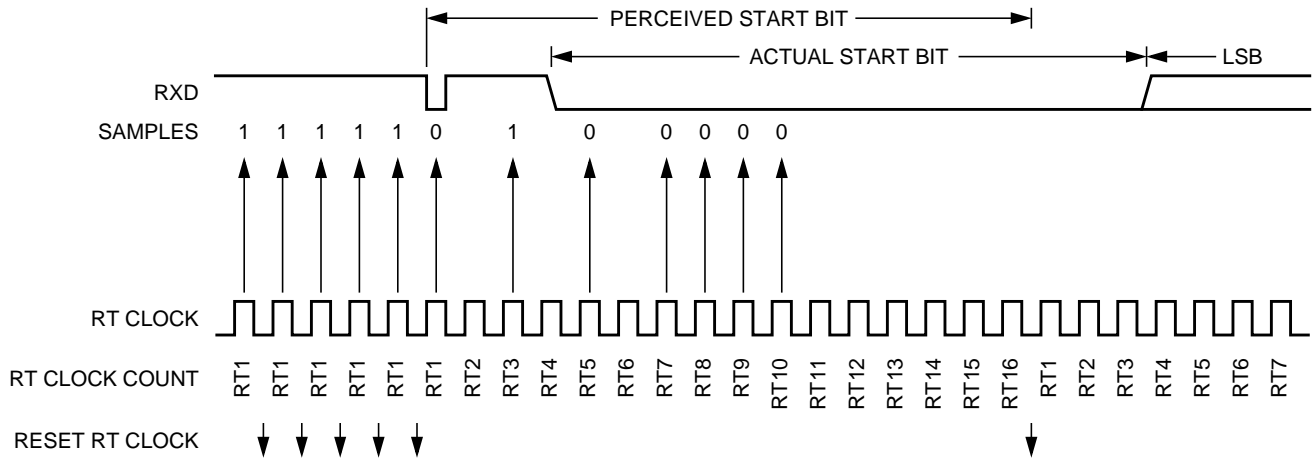 PERCEIVED START BIT
ACTUAL START BIT LSB
RXD
SAMPLES 1 1 1 1 1 0 1 0 0 0 0 0
RT CLOCK
RT CLOCK COUNT RT1 RT1 RT1 RT1 RT1 RT1 RT2 RT3 RT4 RT5 RT6 RT7 RT8 RT9 RT10 RT11 RT12 RT13 RT14 RT15 RT16 RT1 RT2 RT3 RT4 RT5 RT6 RT7
RESET RT CLOCK